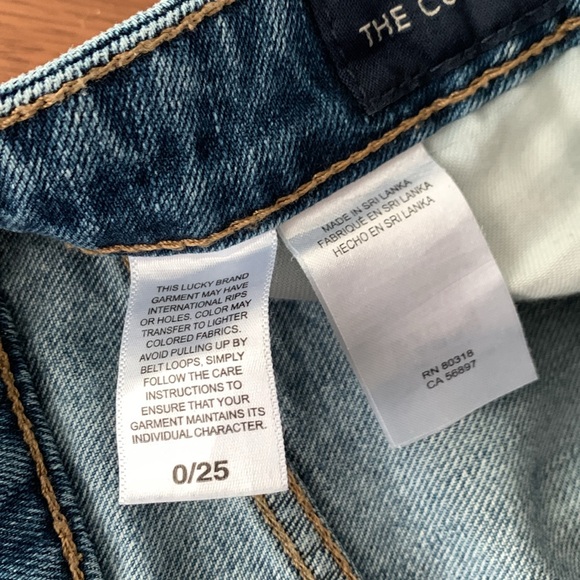 THE
THIS LUCKY BRAND
GARMENT MAY HAVE
INTERNATIONAL RIPS
OR HOLES. COLOR MAY
TRANSFER TO LIGHTER
COLORED FABRICS.
AVOID PULLING UP BY
BELT LOOPS, SIMPLY
FOLLOW THE CARE
INSTRUCTIONS TO
ENSURE THAT YOUR
GARMENT MAINTAINS ITS
INDIVIDUAL CHARACTER.
0/25
MADE IN SRI LANKA
FABRIQUÉ EN SRI LANKA
HECHO EN SRI LANKA
RN 80318
CA 56897